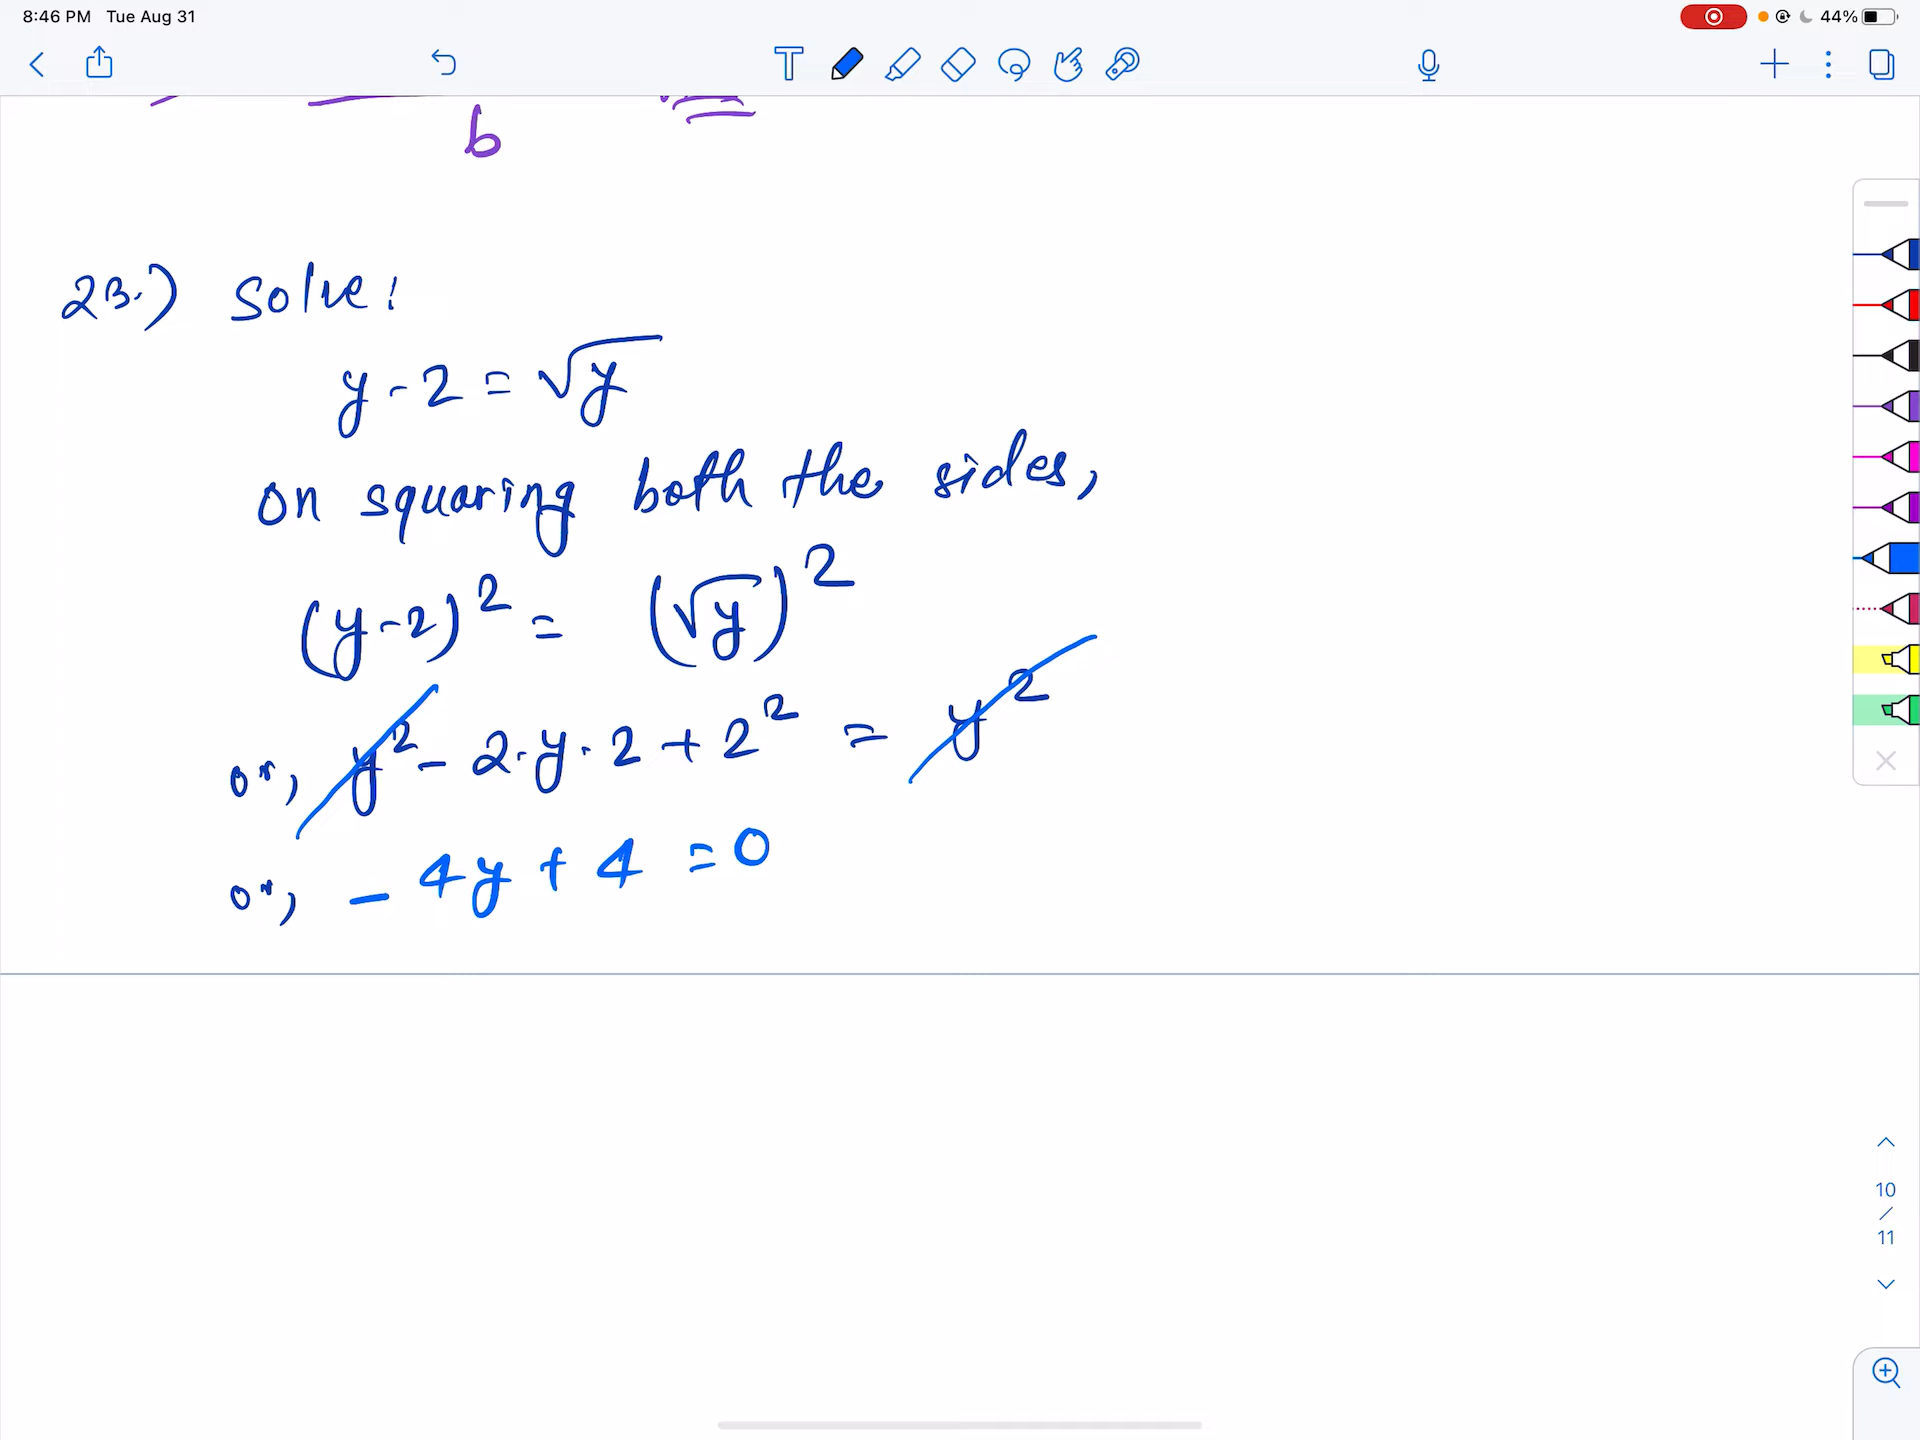 8:46 PM Tue Aug 31
44%
b
23.) Solve:
y - 2 = √y
on squaring both the sides,
(y-2)² = (√y)²
or, y² - 2·y·2 + 2² = y²
or, - 4y + 4 = 0
10
/
11